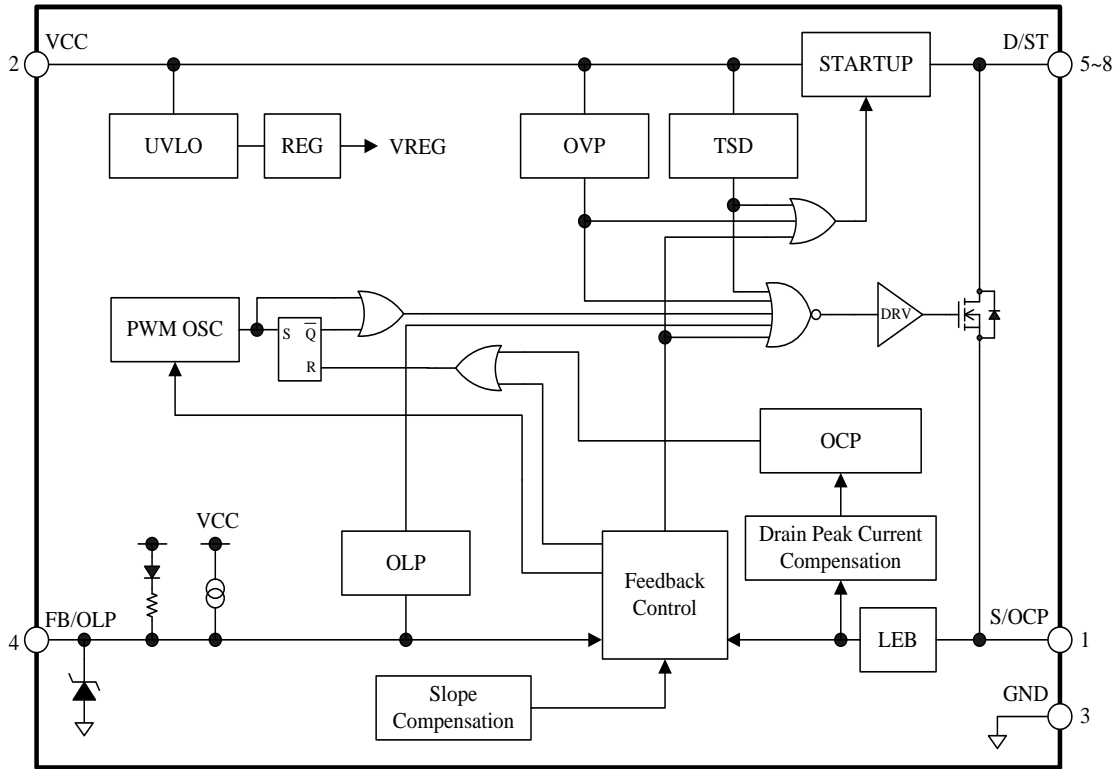 VCC
D/ST
2
5~8
STARTUP
UVLO
REG
VREG
OVP
TSD
PWM OSC
S
Q̅
R
DRV
OCP
VCC
OLP
Feedback
Control
Drain Peak Current
Compensation
FB/OLP
S/OCP
4
LEB
1
Slope
Compensation
GND
3